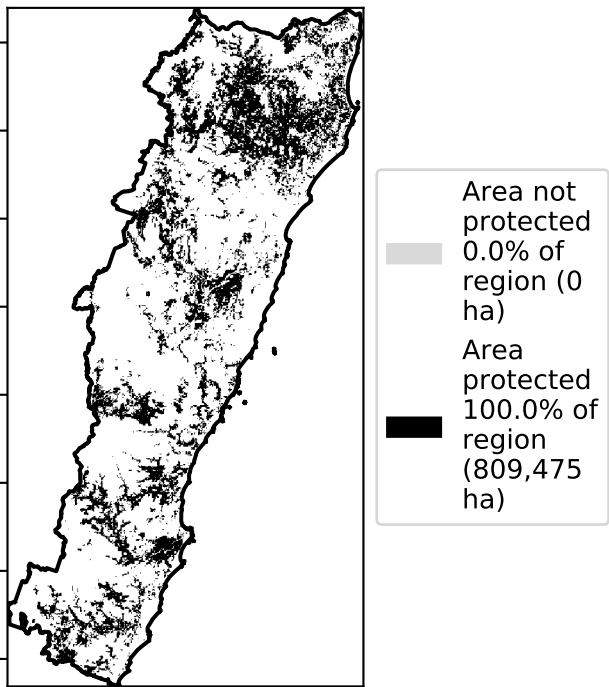 Area not
protected
0.0% of
region (0
ha)
Area
protected
100.0% of
region
(809,475
ha)